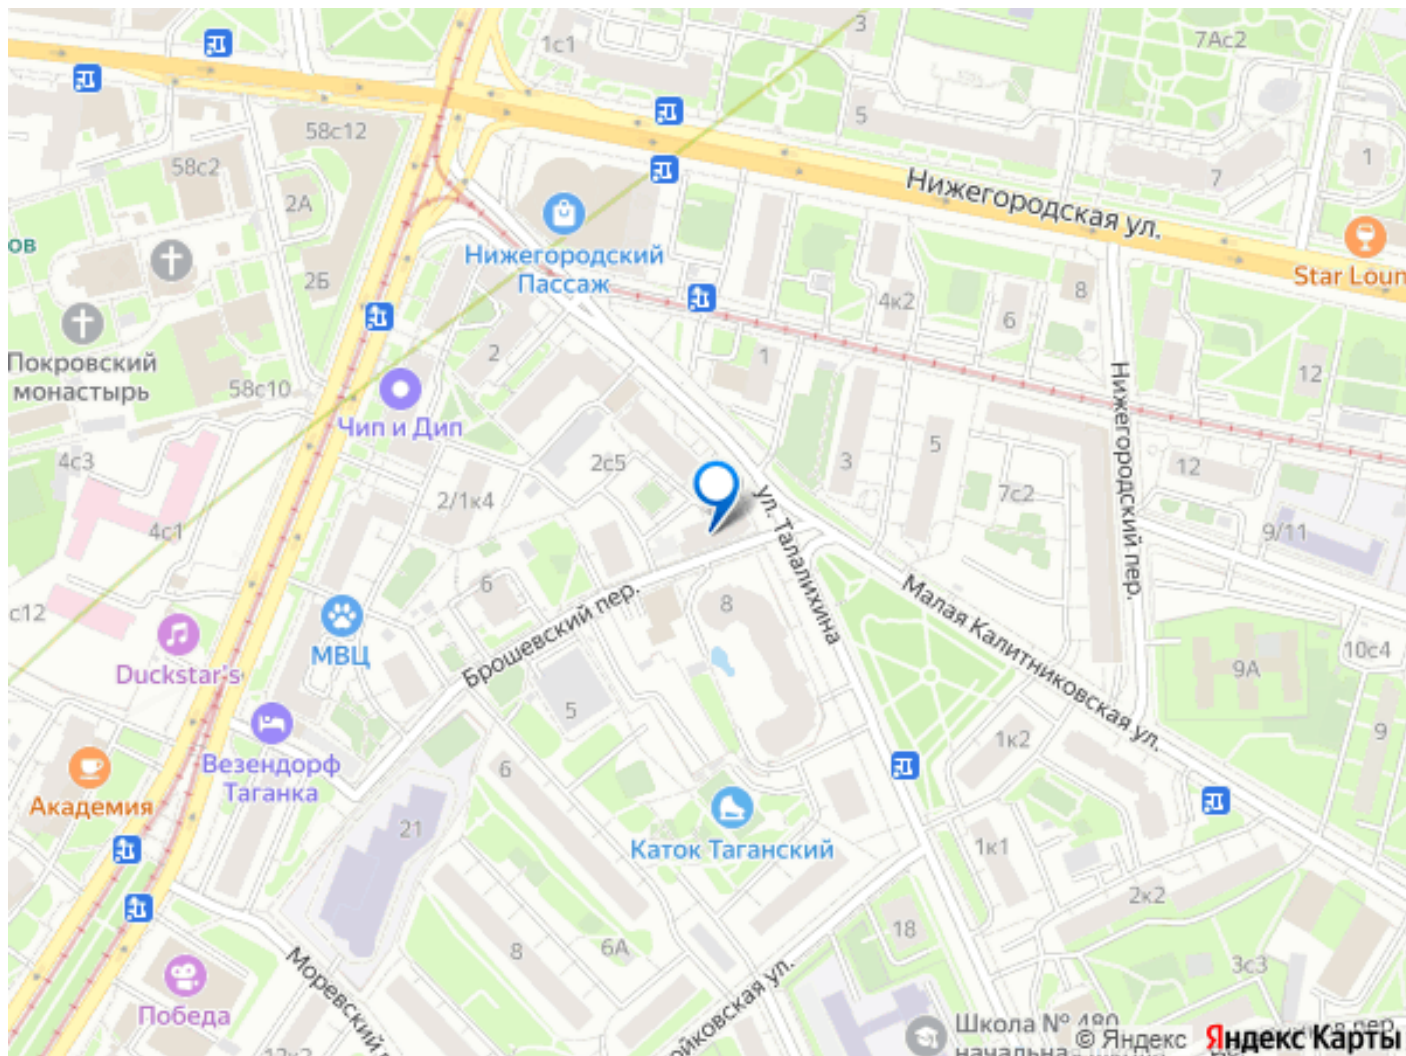 1с1
3
7Ас2
58с12
5
58с2
1
7
Нижегородская ул.
2А
ов
Нижегородский
Пассаж
2Б
8
4к2
6
Star Loun
2
1
Покровский
монастырь
58с10
12
Нижегородский пер.
Чип и Дип
5
3
4с3
2с5
12
7с2
2/1к4
ул. Талалихина
4с1
9/11
6
Брошевский пер.
8
Малая Калитниковская ул.
с12
МВЦ
10с4
9А
Duckstar's
5
9
1к2
Везендорф
Таганка
6
Академия
21
Каток Таганский
1к1
2к2
18
8
6А
3с3
Моревский
Победа
ойковская ул.
Школа № 480
начальна
© Яндекс
Яндекс Карты
пер.